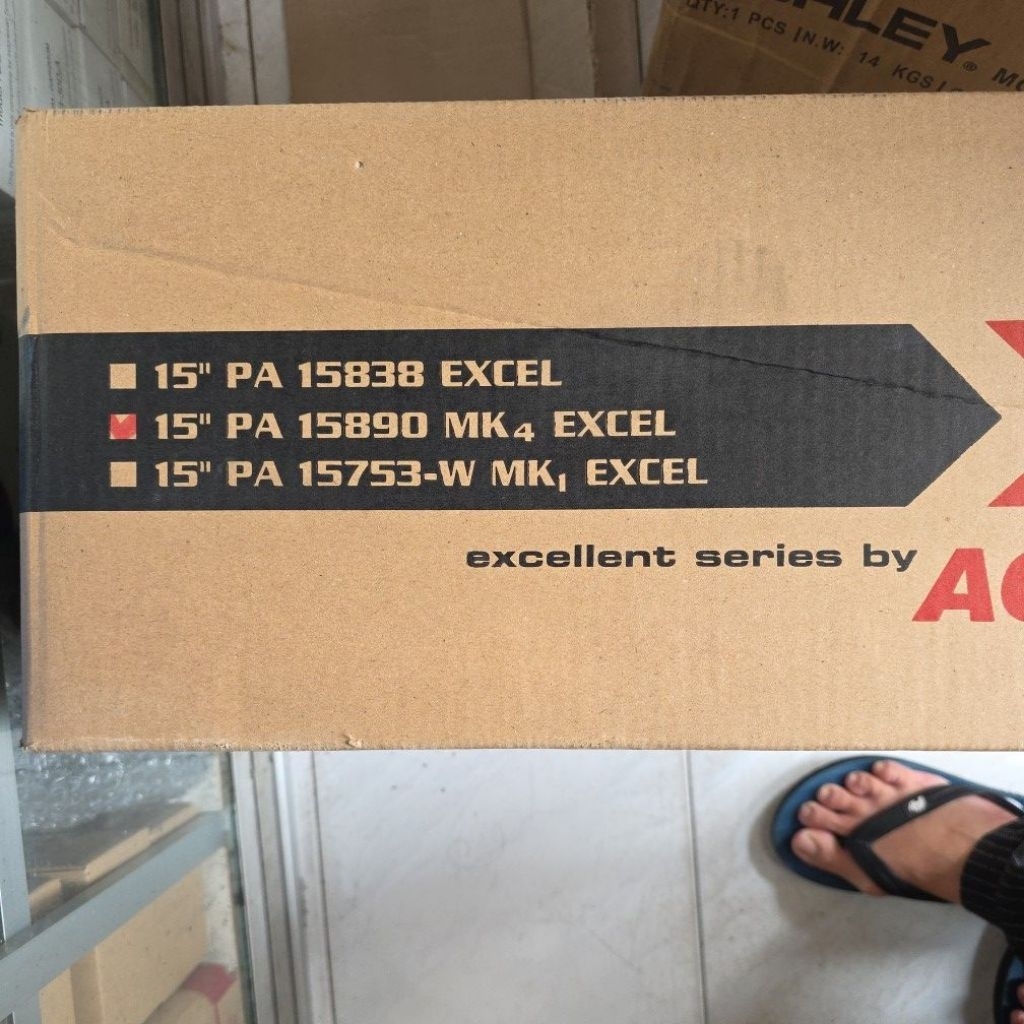 QTY:1 PCS | N.W: 14 KGS |
15" PA 15838 EXCEL
15" PA 15890 MK4 EXCEL
15" PA 15753-W MK1 EXCEL
excellent series by